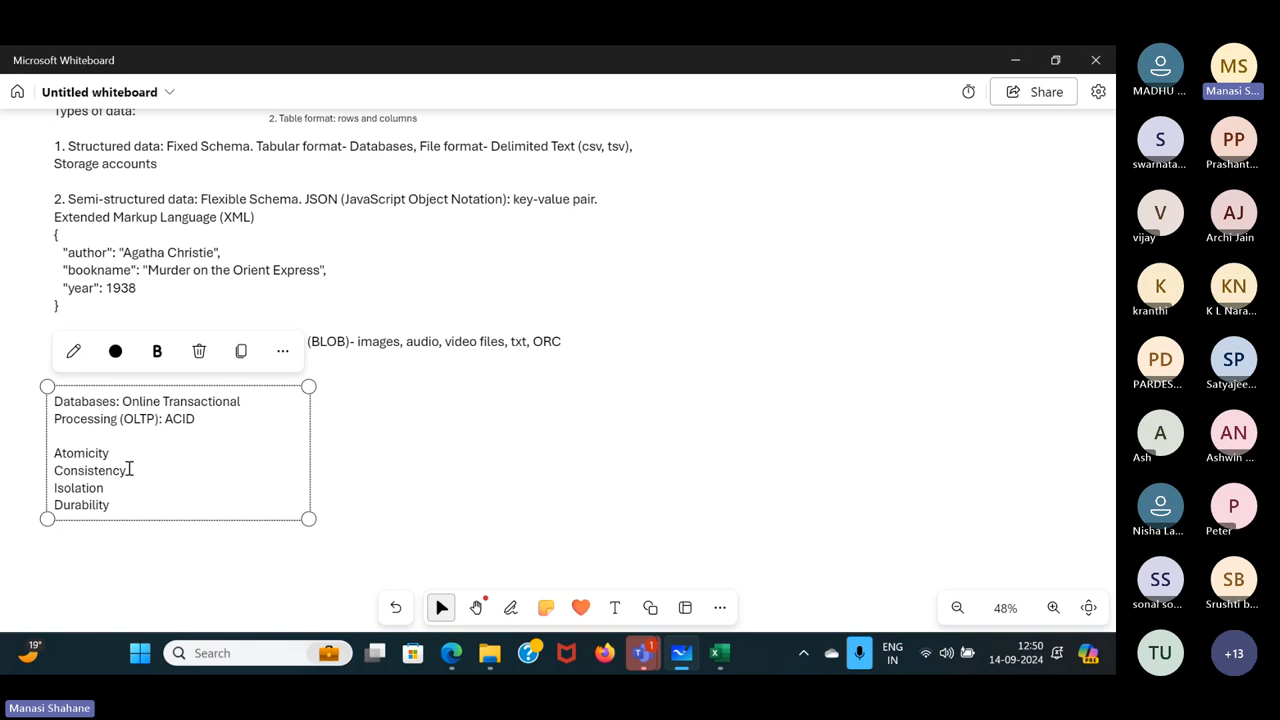 Microsoft Whiteboard
Untitled whiteboard
Share
Types of data:
2. Table format: rows and columns
1. Structured data: Fixed Schema. Tabular format- Databases, File format- Delimited Text (csv, tsv),
Storage accounts
2. Semi-structured data: Flexible Schema. JSON (JavaScript Object Notation): key-value pair.
Extended Markup Language (XML)
{
"author": "Agatha Christie",
"bookname": "Murder on the Orient Express",
"year": 1938
}
(BLOB)- images, audio, video files, txt, ORC
B
Databases: Online Transactional
Processing (OLTP): ACID
Atomicity
Consistency
Isolation
Durability
T
48%
19°
Search
1
PRE
ENG
IN
12:50
14-09-2024
Manasi Shahane
MADHU ...
MS
Manasi S...
S
swarnata...
PP
Prashant...
V
vijay
AJ
Archi Jain
K
kranthi
KN
K L Nara...
PD
PARDES...
SP
Satyajee...
A
Ash
AN
Ashwin ...
Nisha La...
P
Peter
SS
sonal so...
SB
Srushti b...
TU
+13